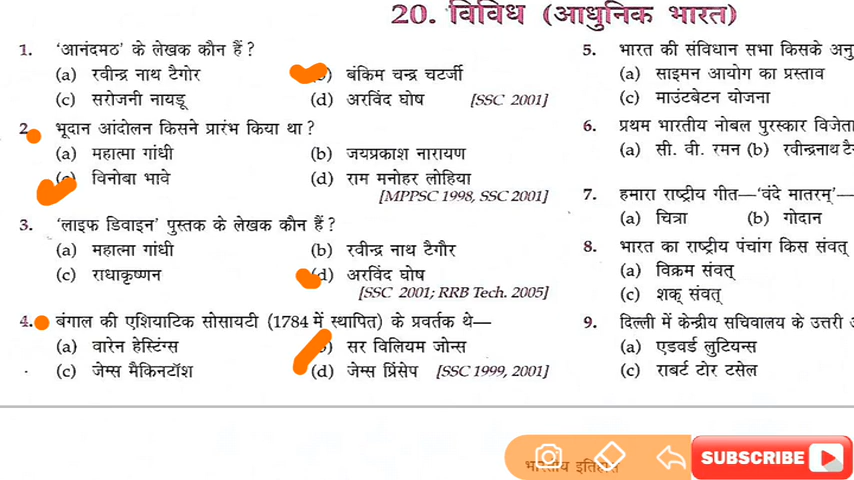 20. विविध (आधुनिक भारत)
1. 'आनंदमठ' के लेखक कौन हैं ?
(a) रवीन्द्र नाथ टैगोर
बंकिम चन्द्र चटर्जी
(c) सरोजनी नायडू
(d) अरविंद घोष [SSC 2001]
2. भूदान आंदोलन किसने प्रारंभ किया था ?
(a) महात्मा गांधी
(b) जयप्रकाश नारायण
(c) विनोबा भावे
(d) राम मनोहर लोहिया
[MPPSC 1998, SSC 2001]
3. 'लाइफ डिवाइन' पुस्तक के लेखक कौन हैं ?
(a) महात्मा गांधी
(b) रवीन्द्र नाथ टैगौर
(c) राधाकृष्णन
(d) अरविंद घोष
[SSC 2001; RRB Tech. 2005]
4. बंगाल की एशियाटिक सोसायटी (1784 में स्थापित) के प्रवर्तक थे—
(a) वारेन हेस्टिंग्स
सर विलियम जोन्स
(c) जेम्स मैकिनटॉश
(d) जेम्स प्रिंसेप [SSC 1999, 2001]
5. भारत की संविधान सभा किसके अनु
(a) साइमन आयोग का प्रस्ताव
(c) माउंटबेटन योजना
6. प्रथम भारतीय नोबल पुरस्कार विजेता
(a) सी. वी. रमन (b) रवीन्द्रनाथ टै
7. हमारा राष्ट्रीय गीत—'वंदे मातरम्'—
(a) चित्रा (b) गोदान
8. भारत का राष्ट्रीय पंचांग किस संवत्
(a) विक्रम संवत्
(c) शक् संवत्
9. दिल्ली में केन्द्रीय सचिवालय के उत्तरी
(a) एडवर्ड लुटियन्स
(c) राबर्ट टोर टसेल
भारतीय इतिहास
SUBSCRIBE